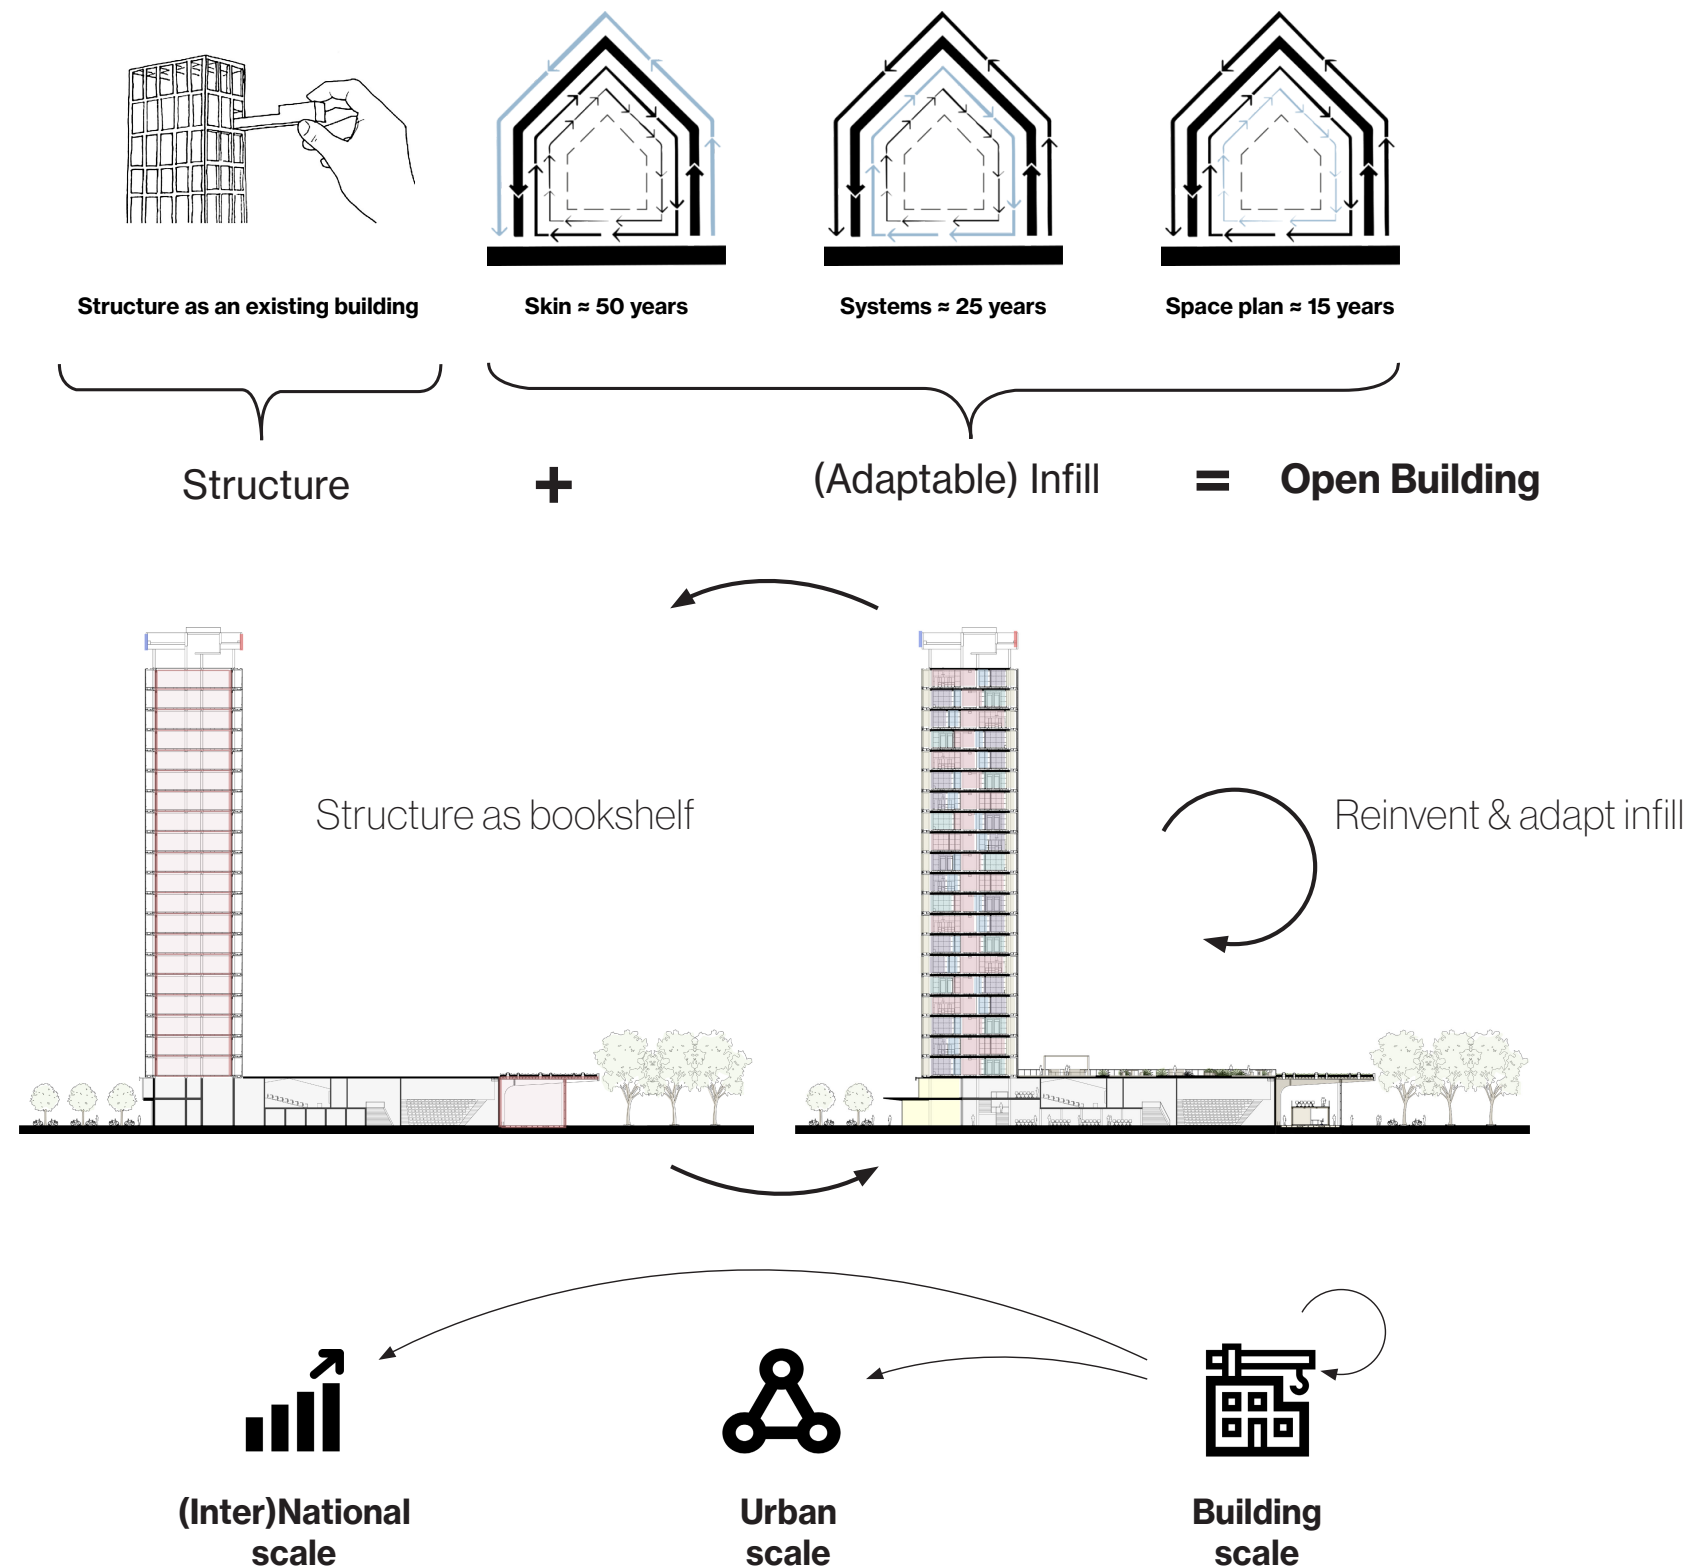 Structure as an existing building
Skin ≈ 50 years
Systems ≈ 25 years
Space plan ≈ 15 years
Structure
+
(Adaptable) Infill
=
Open Building
Structure as bookshelf
Reinvent & adapt infill
(Inter)National
scale
Urban
scale
Building
scale